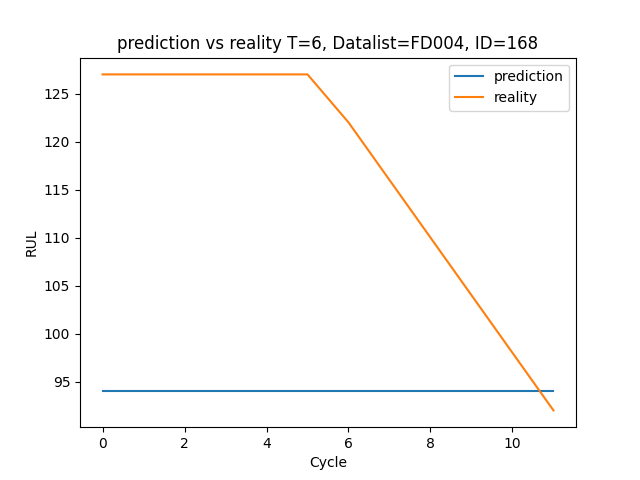 prediction vs reality T=6, Datalist=FD004, ID=168
prediction
reality
RUL
125
120
115
110
105
100
95
0 2 4 6 8 10
Cycle